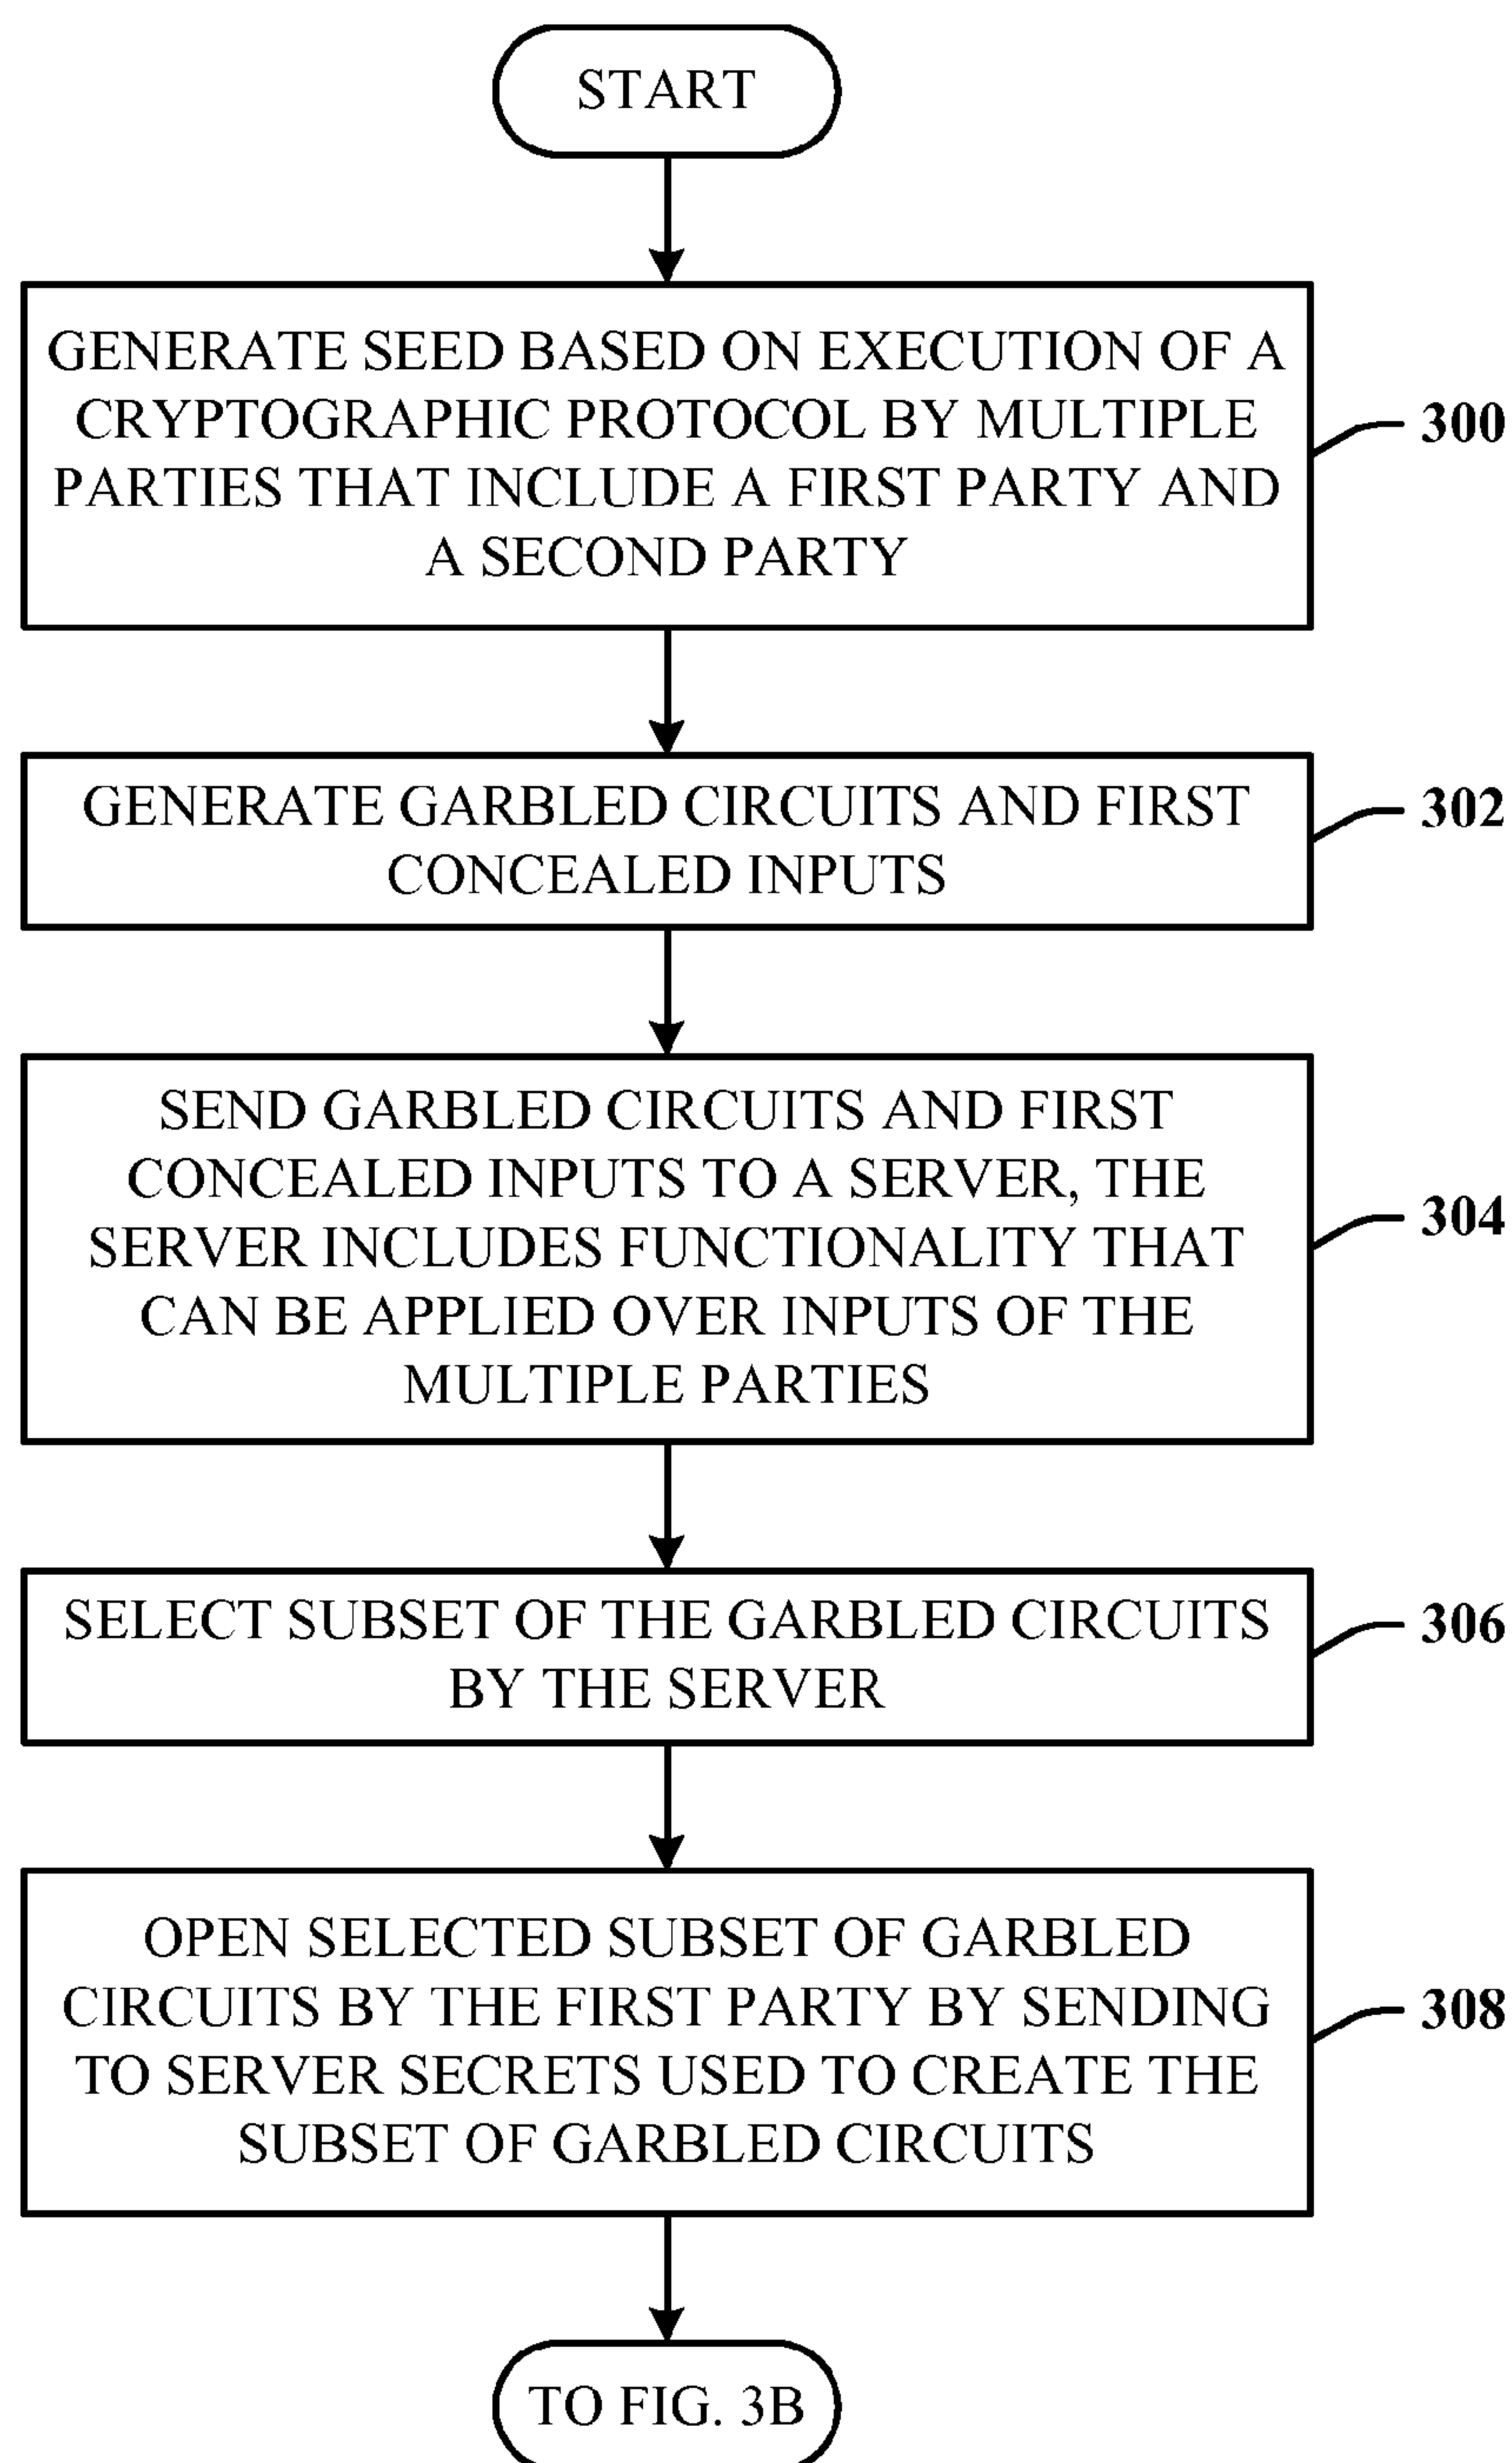 START
GENERATE SEED BASED ON EXECUTION OF A
CRYPTOGRAPHIC PROTOCOL BY MULTIPLE
PARTIES THAT INCLUDE A FIRST PARTY AND
A SECOND PARTY
300
GENERATE GARBLED CIRCUITS AND FIRST
CONCEALED INPUTS
302
SEND GARBLED CIRCUITS AND FIRST
CONCEALED INPUTS TO A SERVER, THE
SERVER INCLUDES FUNCTIONALITY THAT
CAN BE APPLIED OVER INPUTS OF THE
MULTIPLE PARTIES
304
SELECT SUBSET OF THE GARBLED CIRCUITS
BY THE SERVER
306
OPEN SELECTED SUBSET OF GARBLED
CIRCUITS BY THE FIRST PARTY BY SENDING
TO SERVER SECRETS USED TO CREATE THE
SUBSET OF GARBLED CIRCUITS
308
TO FIG. 3B